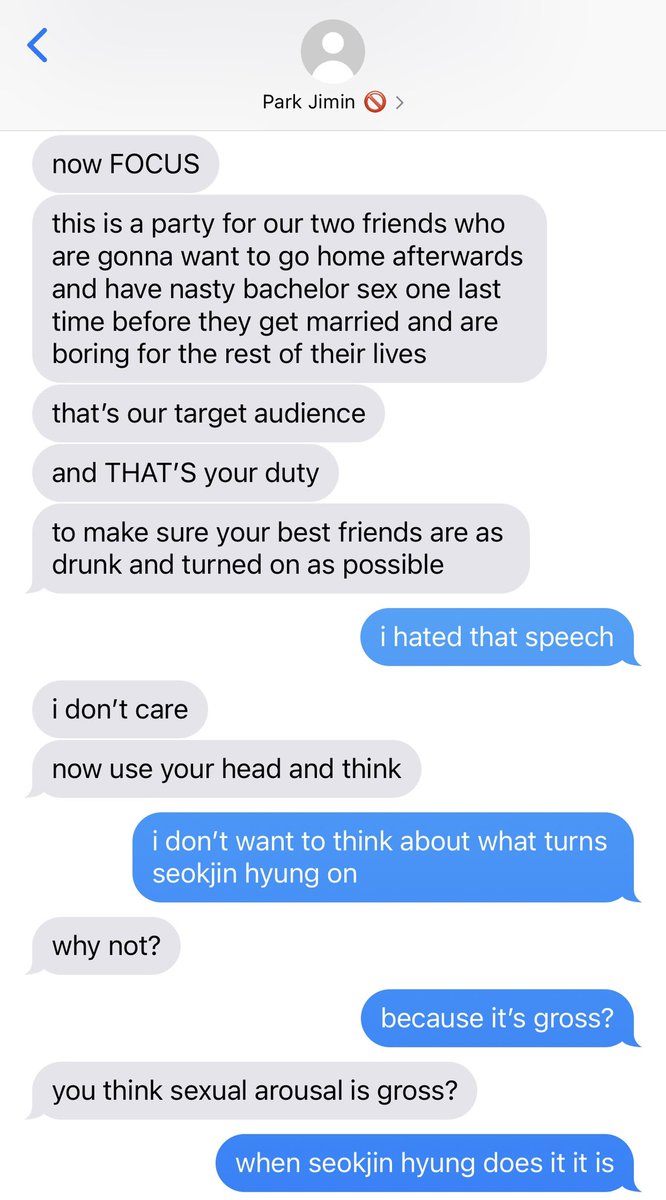 Park Jimin 🚫
now FOCUS
this is a party for our two friends who
are gonna want to go home afterwards
and have nasty bachelor sex one last
time before they get married and are
boring for the rest of their lives
that’s our target audience
and THAT’S your duty
to make sure your best friends are as
drunk and turned on as possible
i hated that speech
i don’t care
now use your head and think
i don’t want to think about what turns
seokjin hyung on
why not?
because it’s gross?
you think sexual arousal is gross?
when seokjin hyung does it it is